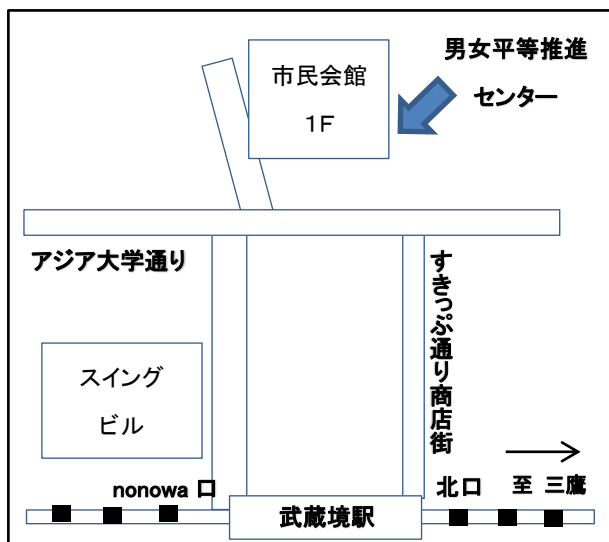 市民会館
1F
男女平等推進
センター
アジア大学通り
すきっぷ通り商店街
スイング
ビル
nonowa 口
北口
至 三鷹
武蔵境駅